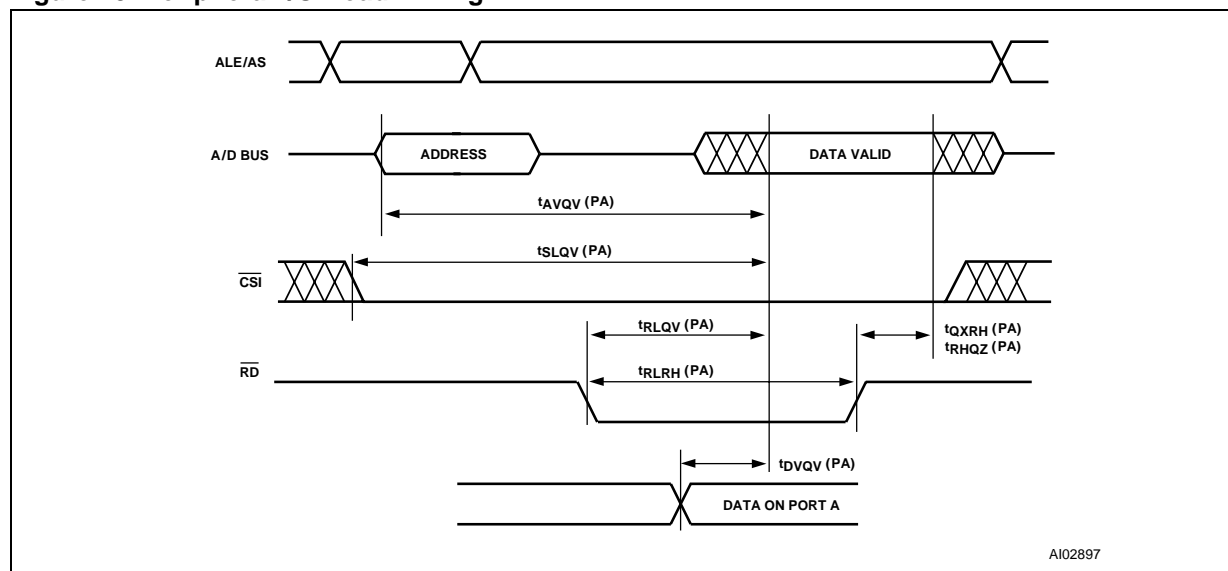 ALE/AS
A/D BUS
ADDRESS
DATA VALID
tAVQV (PA)
tSLQV (PA)
CSI
tRLQV (PA)
tQXRH (PA)
tRHQZ (PA)
RD
tRLRH (PA)
tDVQV (PA)
DATA ON PORT A
AI02897